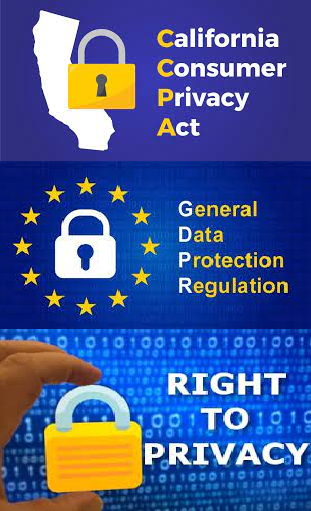 California
Consumer
Privacy
Act
General
Data
Protection
Regulation
RIGHT
TO
PRIVACY